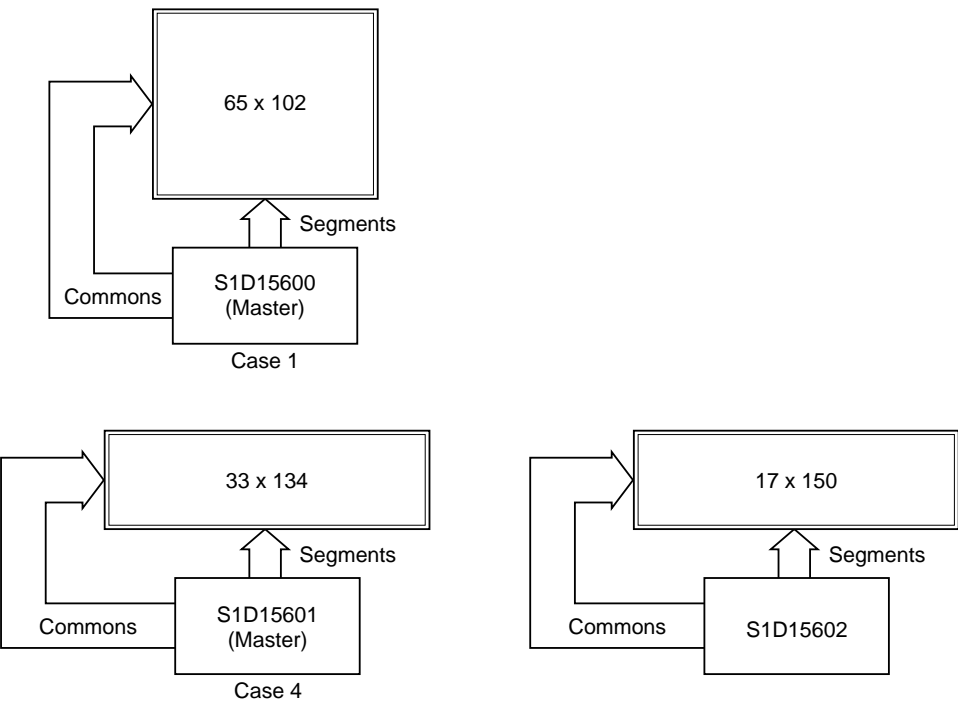 65 x 102
Segments
S1D15600
(Master)
Commons
Case 1
33 x 134
Segments
S1D15601
(Master)
Commons
Case 4
17 x 150
Segments
S1D15602
Commons